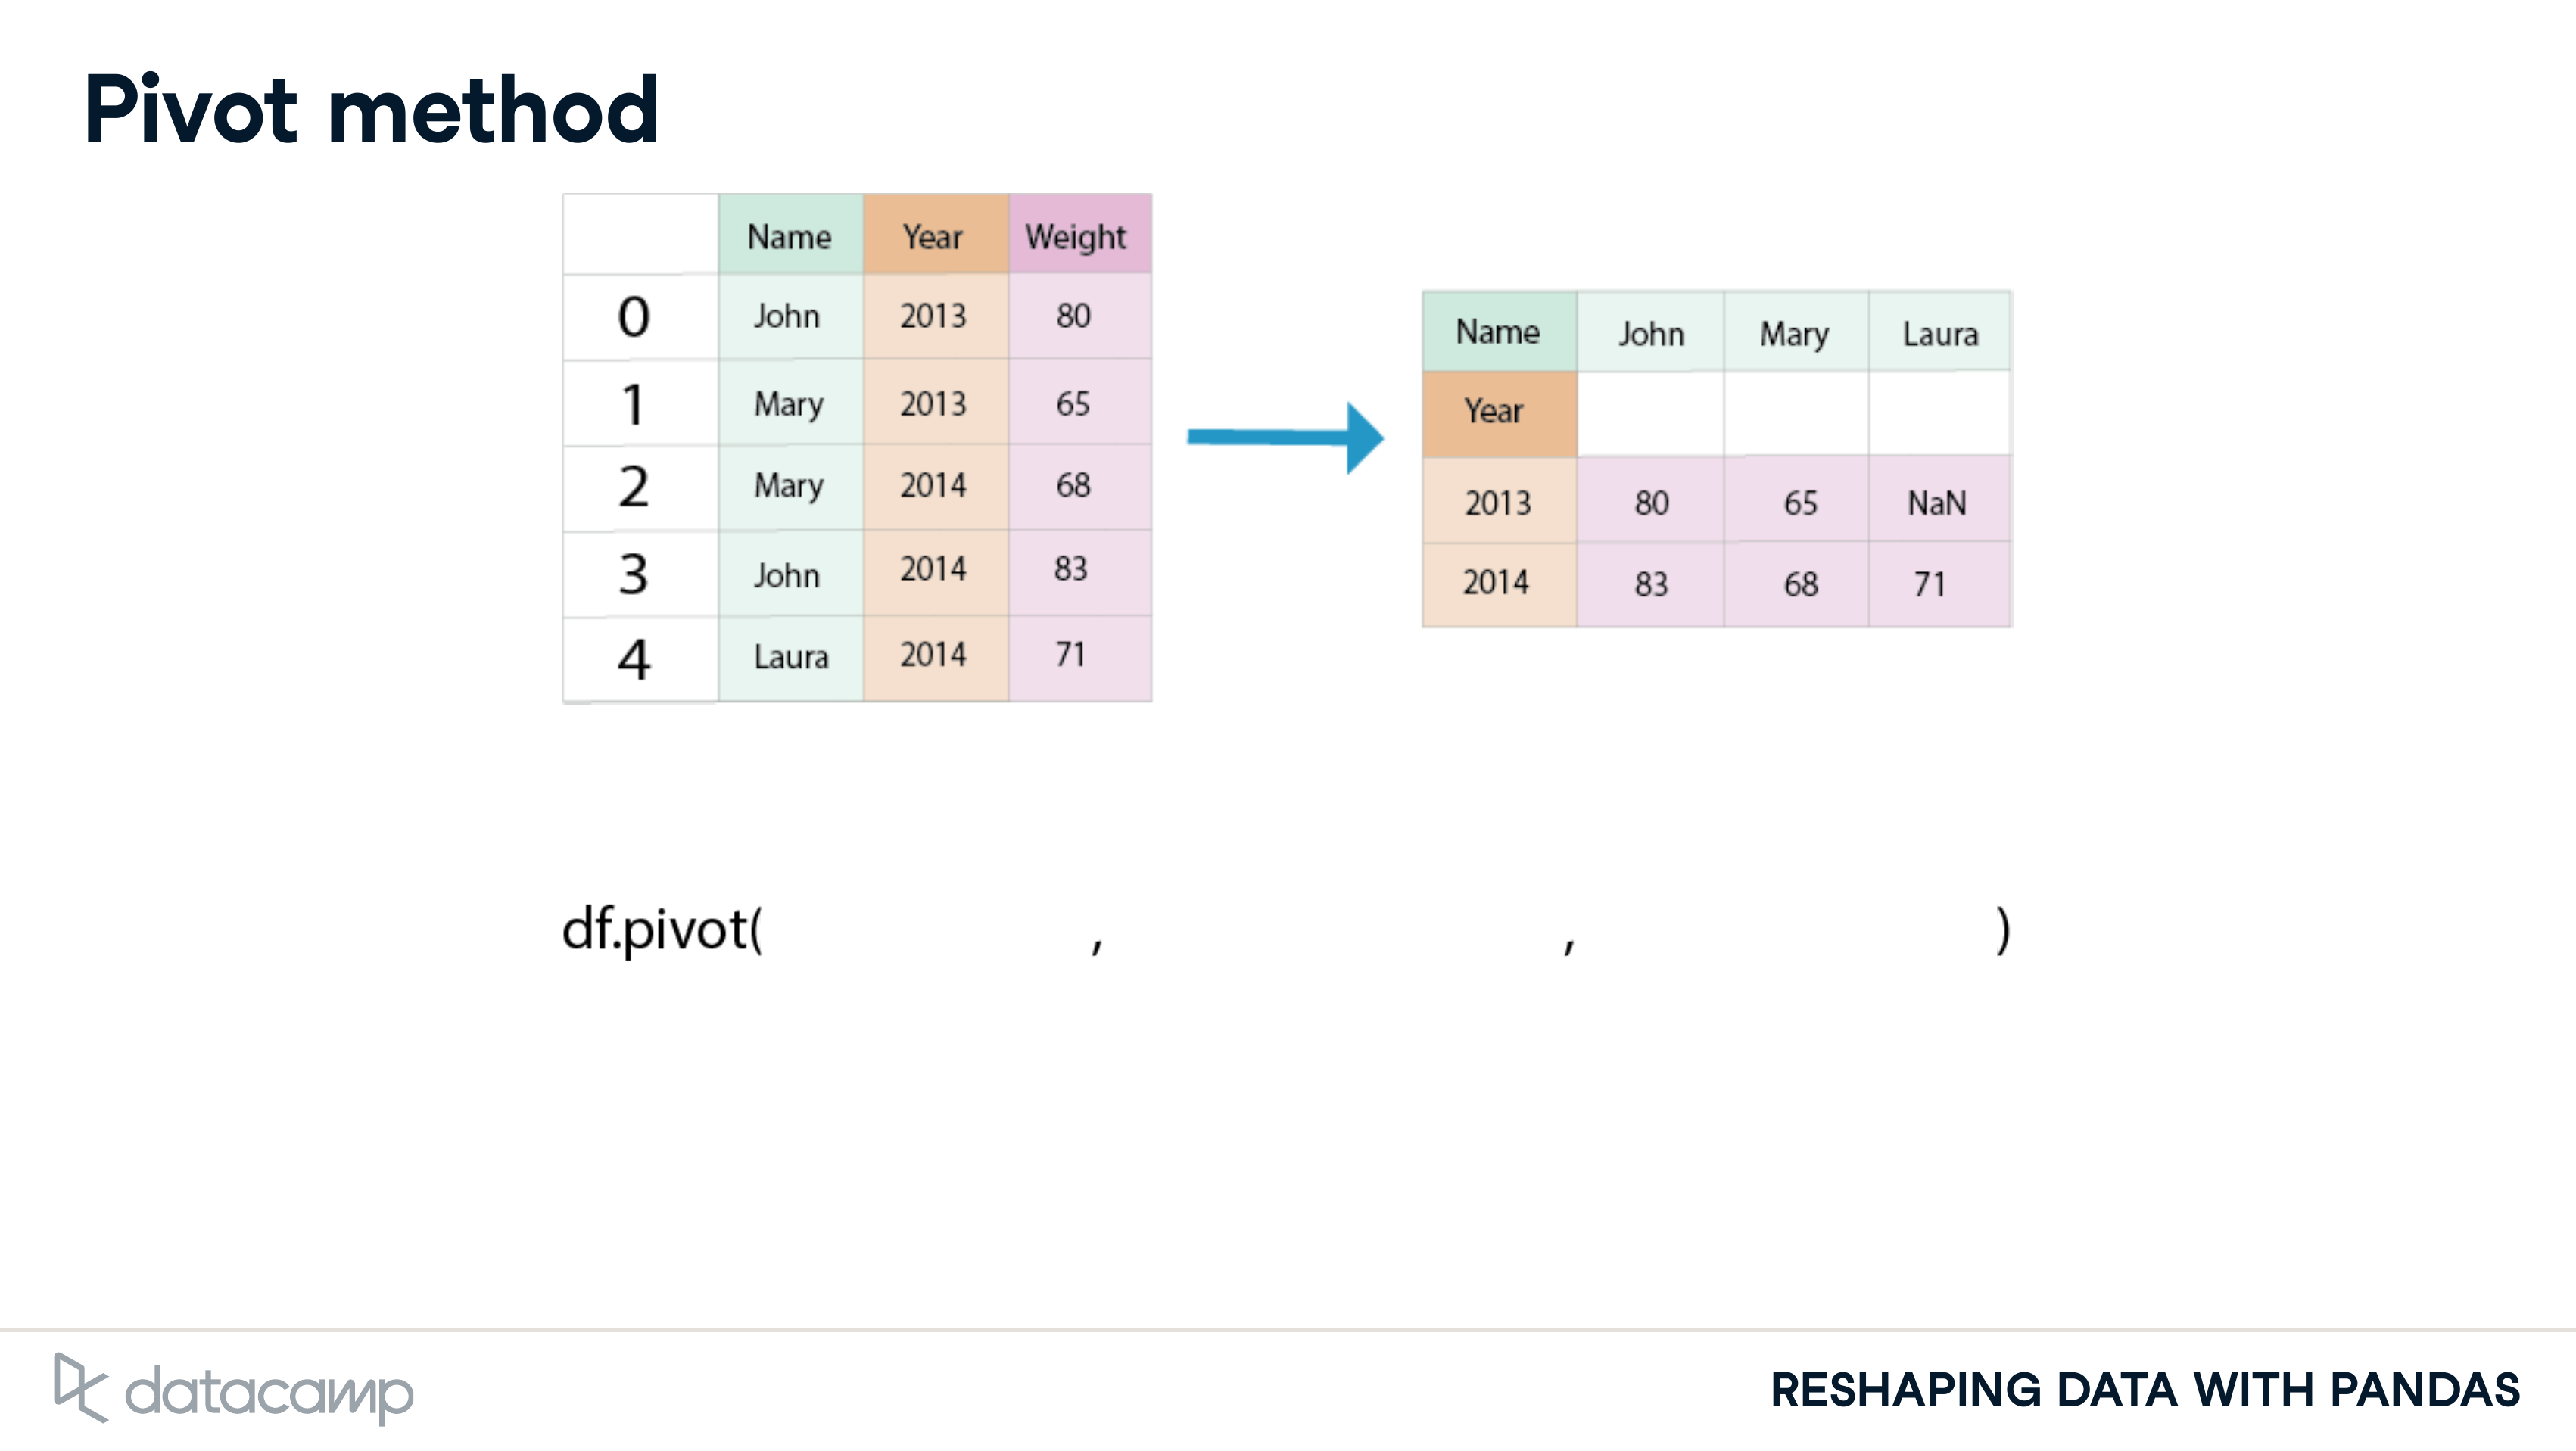 Pivot method
Name Year Weight
0 John 2013 80
1 Mary 2013 65
2 Mary 2014 68
3 John 2014 83
4 Laura 2014 71
Name John Mary Laura
Year
2013 80 65 NaN
2014 83 68 71
df.pivot( , , )
datacamp
RESHAPING DATA WITH PANDAS